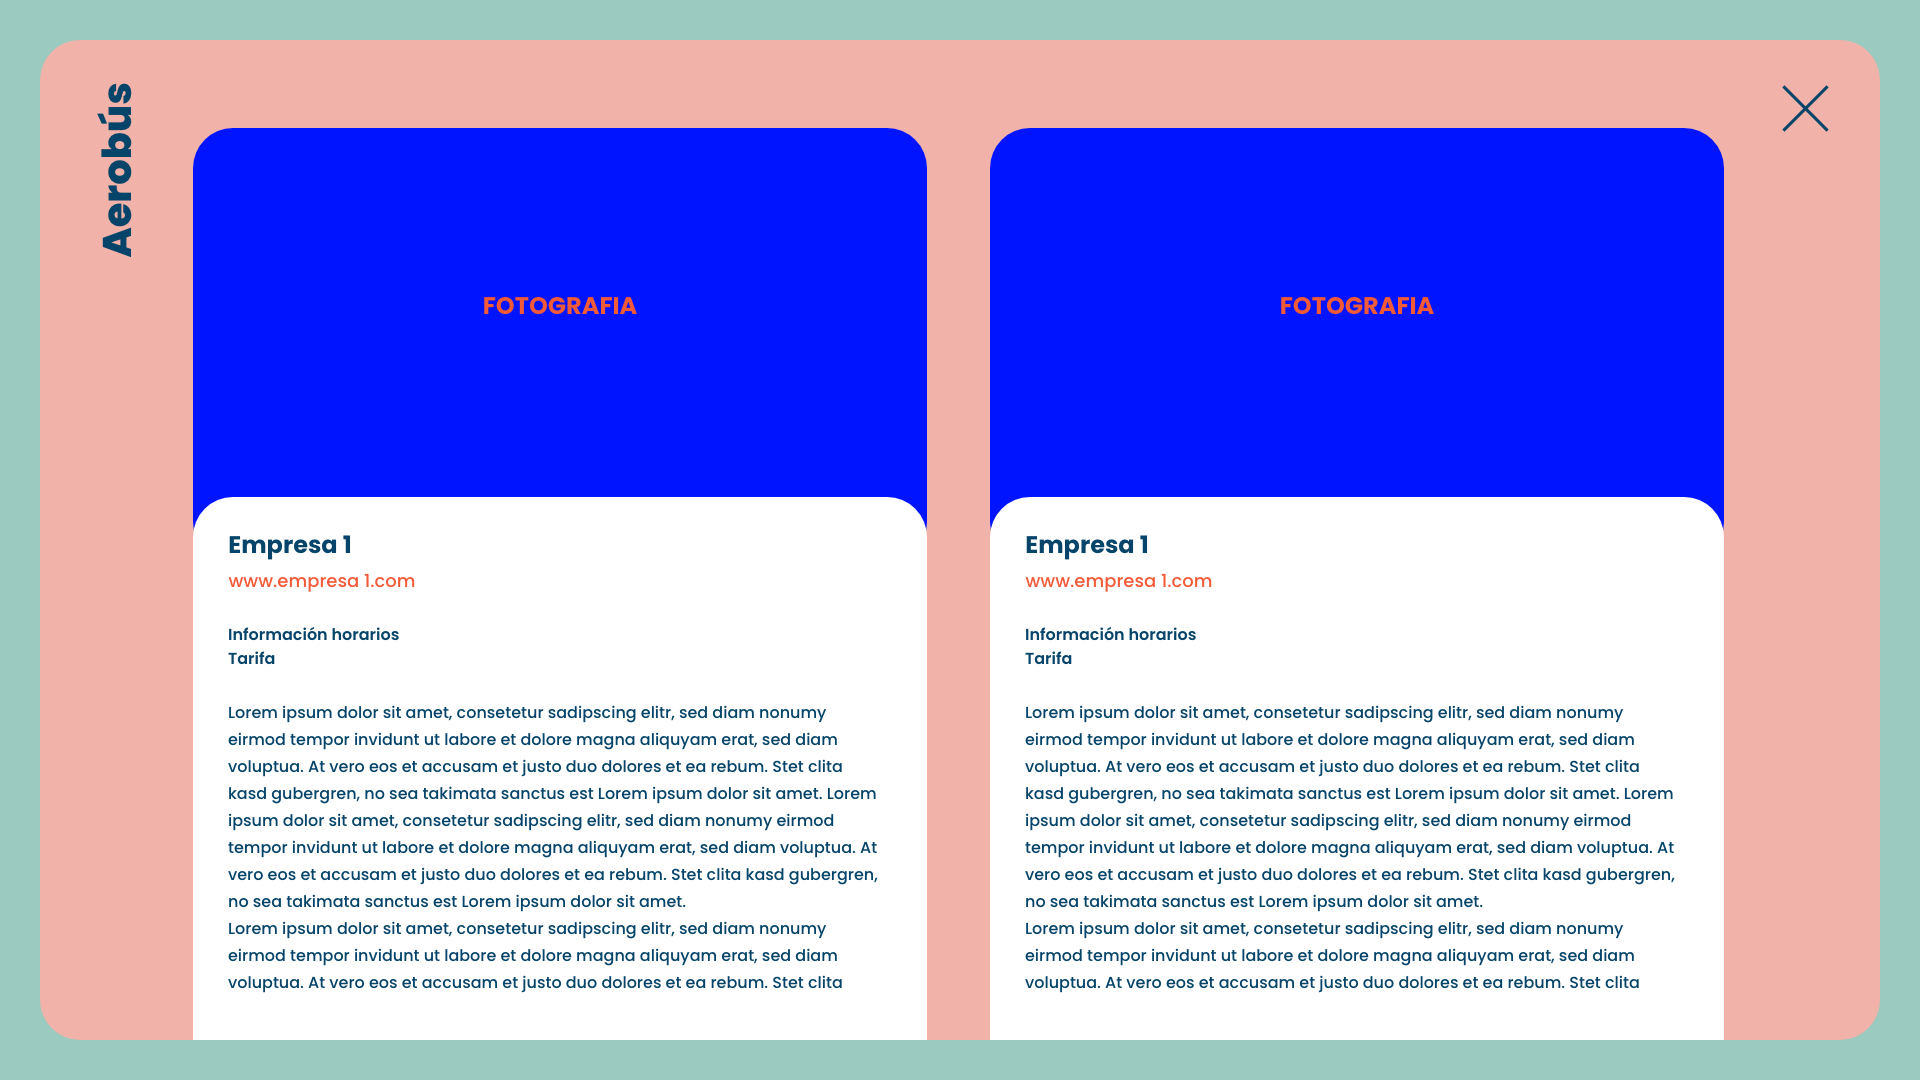 Aerobús
FOTOGRAFIA
Empresa 1
www.empresa 1.com
Información horarios
Tarifa
Lorem ipsum dolor sit amet, consetetur sadipscing elitr, sed diam nonumy
eirmod tempor invidunt ut labore et dolore magna aliquyam erat, sed diam
voluptua. At vero eos et accusam et justo duo dolores et ea rebum. Stet clita
kasd gubergren, no sea takimata sanctus est Lorem ipsum dolor sit amet. Lorem
ipsum dolor sit amet, consetetur sadipscing elitr, sed diam nonumy eirmod
tempor invidunt ut labore et dolore magna aliquyam erat, sed diam voluptua. At
vero eos et accusam et justo duo dolores et ea rebum. Stet clita kasd gubergren,
no sea takimata sanctus est Lorem ipsum dolor sit amet.
Lorem ipsum dolor sit amet, consetetur sadipscing elitr, sed diam nonumy
eirmod tempor invidunt ut labore et dolore magna aliquyam erat, sed diam
voluptua. At vero eos et accusam et justo duo dolores et ea rebum. Stet clita
FOTOGRAFIA
Empresa 1
www.empresa 1.com
Información horarios
Tarifa
Lorem ipsum dolor sit amet, consetetur sadipscing elitr, sed diam nonumy
eirmod tempor invidunt ut labore et dolore magna aliquyam erat, sed diam
voluptua. At vero eos et accusam et justo duo dolores et ea rebum. Stet clita
kasd gubergren, no sea takimata sanctus est Lorem ipsum dolor sit amet. Lorem
ipsum dolor sit amet, consetetur sadipscing elitr, sed diam nonumy eirmod
tempor invidunt ut labore et dolore magna aliquyam erat, sed diam voluptua. At
vero eos et accusam et justo duo dolores et ea rebum. Stet clita kasd gubergren,
no sea takimata sanctus est Lorem ipsum dolor sit amet.
Lorem ipsum dolor sit amet, consetetur sadipscing elitr, sed diam nonumy
eirmod tempor invidunt ut labore et dolore magna aliquyam erat, sed diam
voluptua. At vero eos et accusam et justo duo dolores et ea rebum. Stet clita